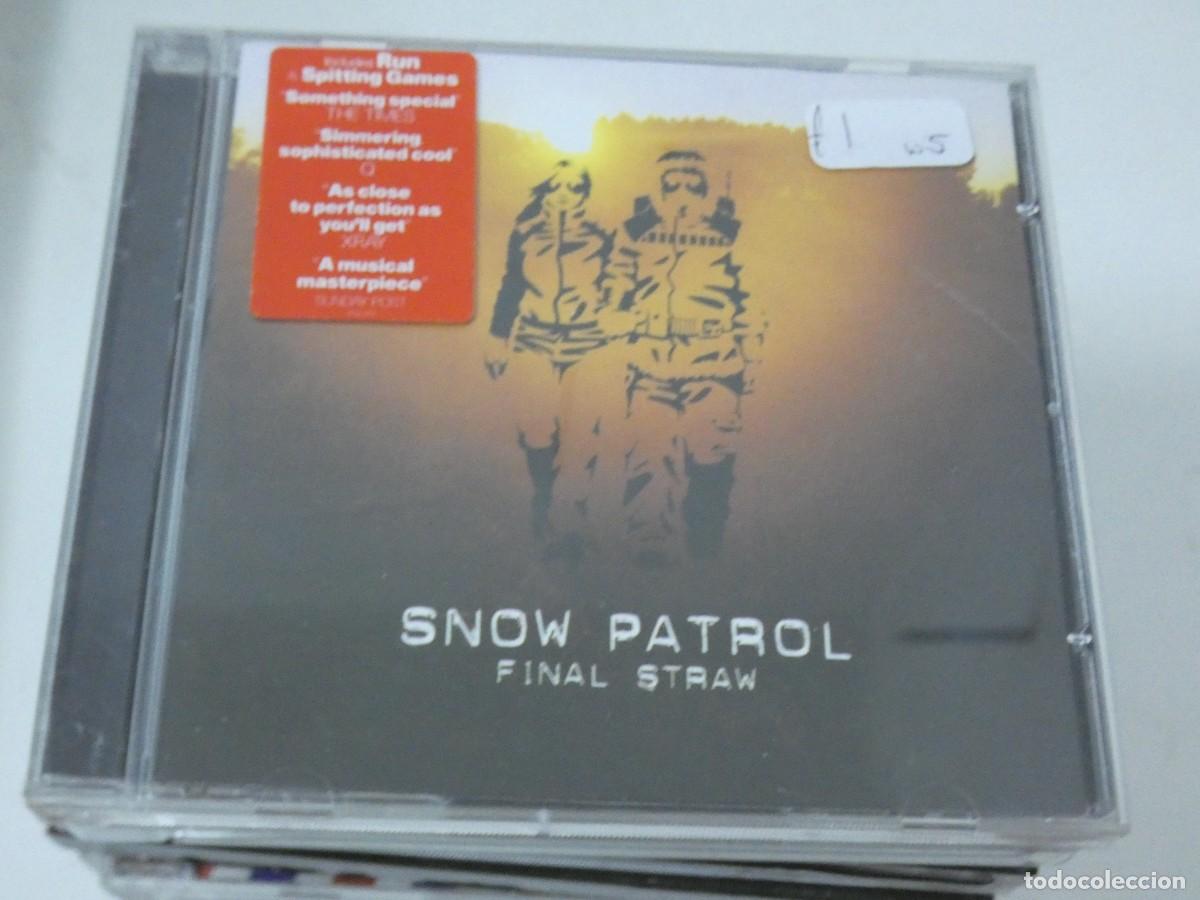 Includes Run
& Spitting Games
"Something special"
THE TIMES
"Simmering
sophisticated cool"
Q
"As close
to perfection as
you'll get"
XRAY
"A musical
masterpiece"
SUNDAY POST
£1 w5
SNOW PATROL
FINAL STRAW
todocoleccion